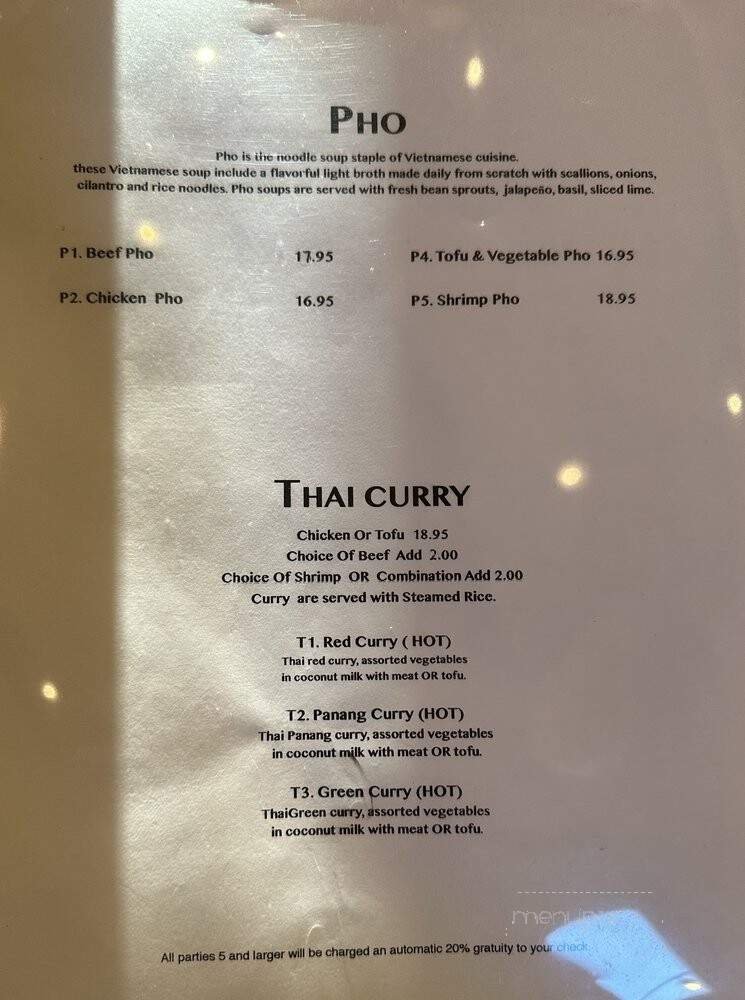 PHO
Pho is the noodle soup staple of Vietnamese cuisine.
these Vietnamese soup include a flavorful light broth made daily from scratch with scallions, onions,
cilantro and rice noodles. Pho soups are served with fresh bean sprouts, jalapeño, basil, sliced lime.
P1. Beef Pho 17.95 P4. Tofu & Vegetable Pho 16.95
P2. Chicken Pho 16.95 P5. Shrimp Pho 18.95
THAI CURRY
Chicken Or Tofu 18.95
Choice Of Beef Add 2.00
Choice Of Shrimp OR Combination Add 2.00
Curry are served with Steamed Rice.
T1. Red Curry ( HOT)
Thai red curry, assorted vegetables
in coconut milk with meat OR tofu.
T2. Panang Curry (HOT)
Thai Panang curry, assorted vegetables
in coconut milk with meat OR tofu.
T3. Green Curry (HOT)
ThaiGreen curry, assorted vegetables
in coconut milk with meat OR tofu.
All parties 5 and larger will be charged an automatic 20% gratuity to your check.